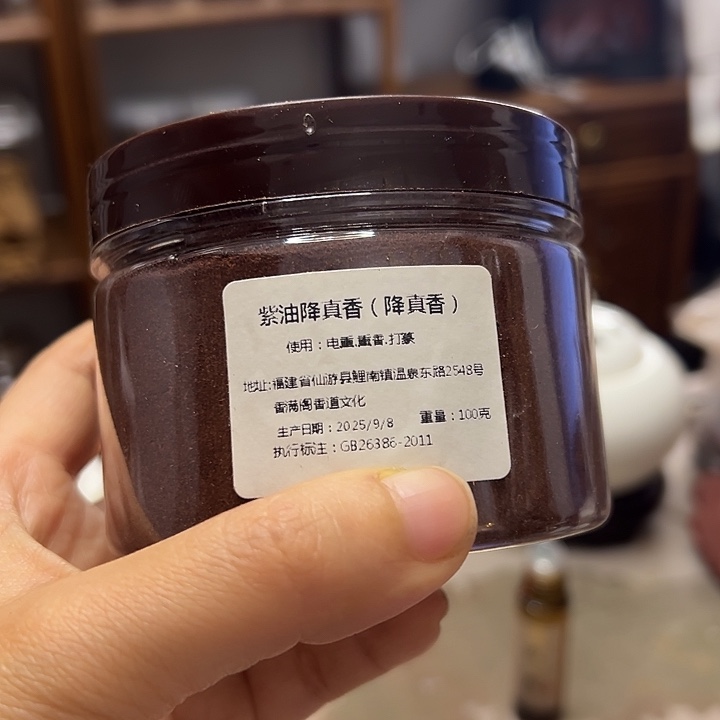 紫油降真香（降真香）
使用：电熏,熏香,打篆
地址:福建省仙游县鲤南镇温泉东路2548号
香满阁香道文化
生产日期：2025/9/8 重量：100克
执行标注：GB26386-2011